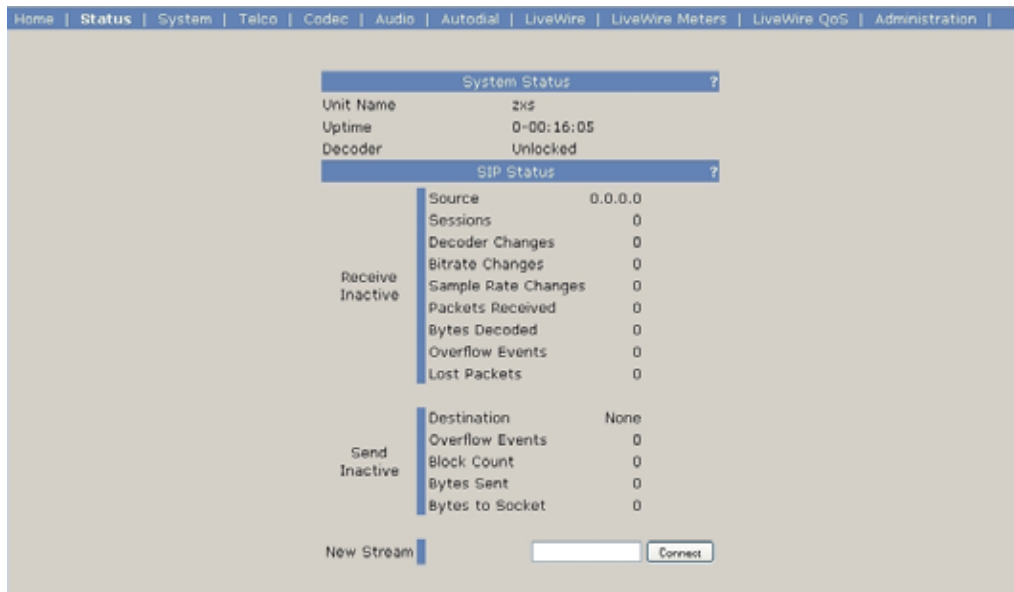 Home | Status | System | Telco | Codec | Audio | Autodial | LiveWire | LiveWire Meters | LiveWire QoS | Administration |
System Status ?
Unit Name zxs
Uptime 0-00:16:05
Decoder Unlocked
SIP Status ?
Receive Inactive
Source 0.0.0.0
Sessions 0
Decoder Changes 0
Bitrate Changes 0
Sample Rate Changes 0
Packets Received 0
Bytes Decoded 0
Overflow Events 0
Lost Packets 0
Send Inactive
Destination None
Overflow Events 0
Block Count 0
Bytes Sent 0
Bytes to Socket 0
New Stream Connect